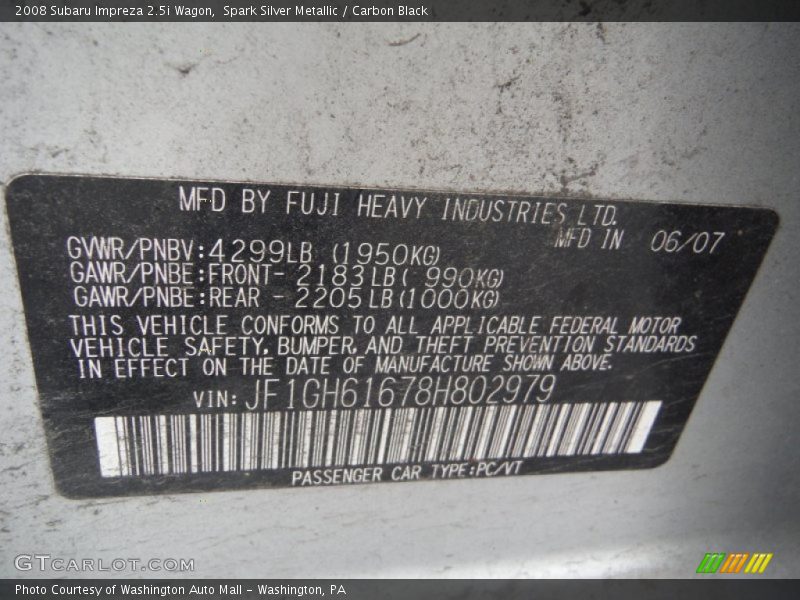 2008 Subaru Impreza 2.5i Wagon,  Spark Silver Metallic / Carbon Black
MFD BY FUJI HEAVY INDUSTRIES LTD.
MFD IN 06/07
GVWR/PNBV:4299LB (1950KG)
GAWR/PNBE:FRONT- 2183LB( 990KG)
GAWR/PNBE:REAR - 2205LB(1000KG)
THIS VEHICLE CONFORMS TO ALL APPLICABLE FEDERAL MOTOR
VEHICLE SAFETY, BUMPER, AND THEFT PREVENTION STANDARDS
IN EFFECT ON THE DATE OF MANUFACTURE SHOWN ABOVE.
VIN: JF1GH61678H802979
PASSENGER CAR TYPE:PC/VT
GTCARLOT.COM
Photo Courtesy of Washington Auto Mall - Washington, PA